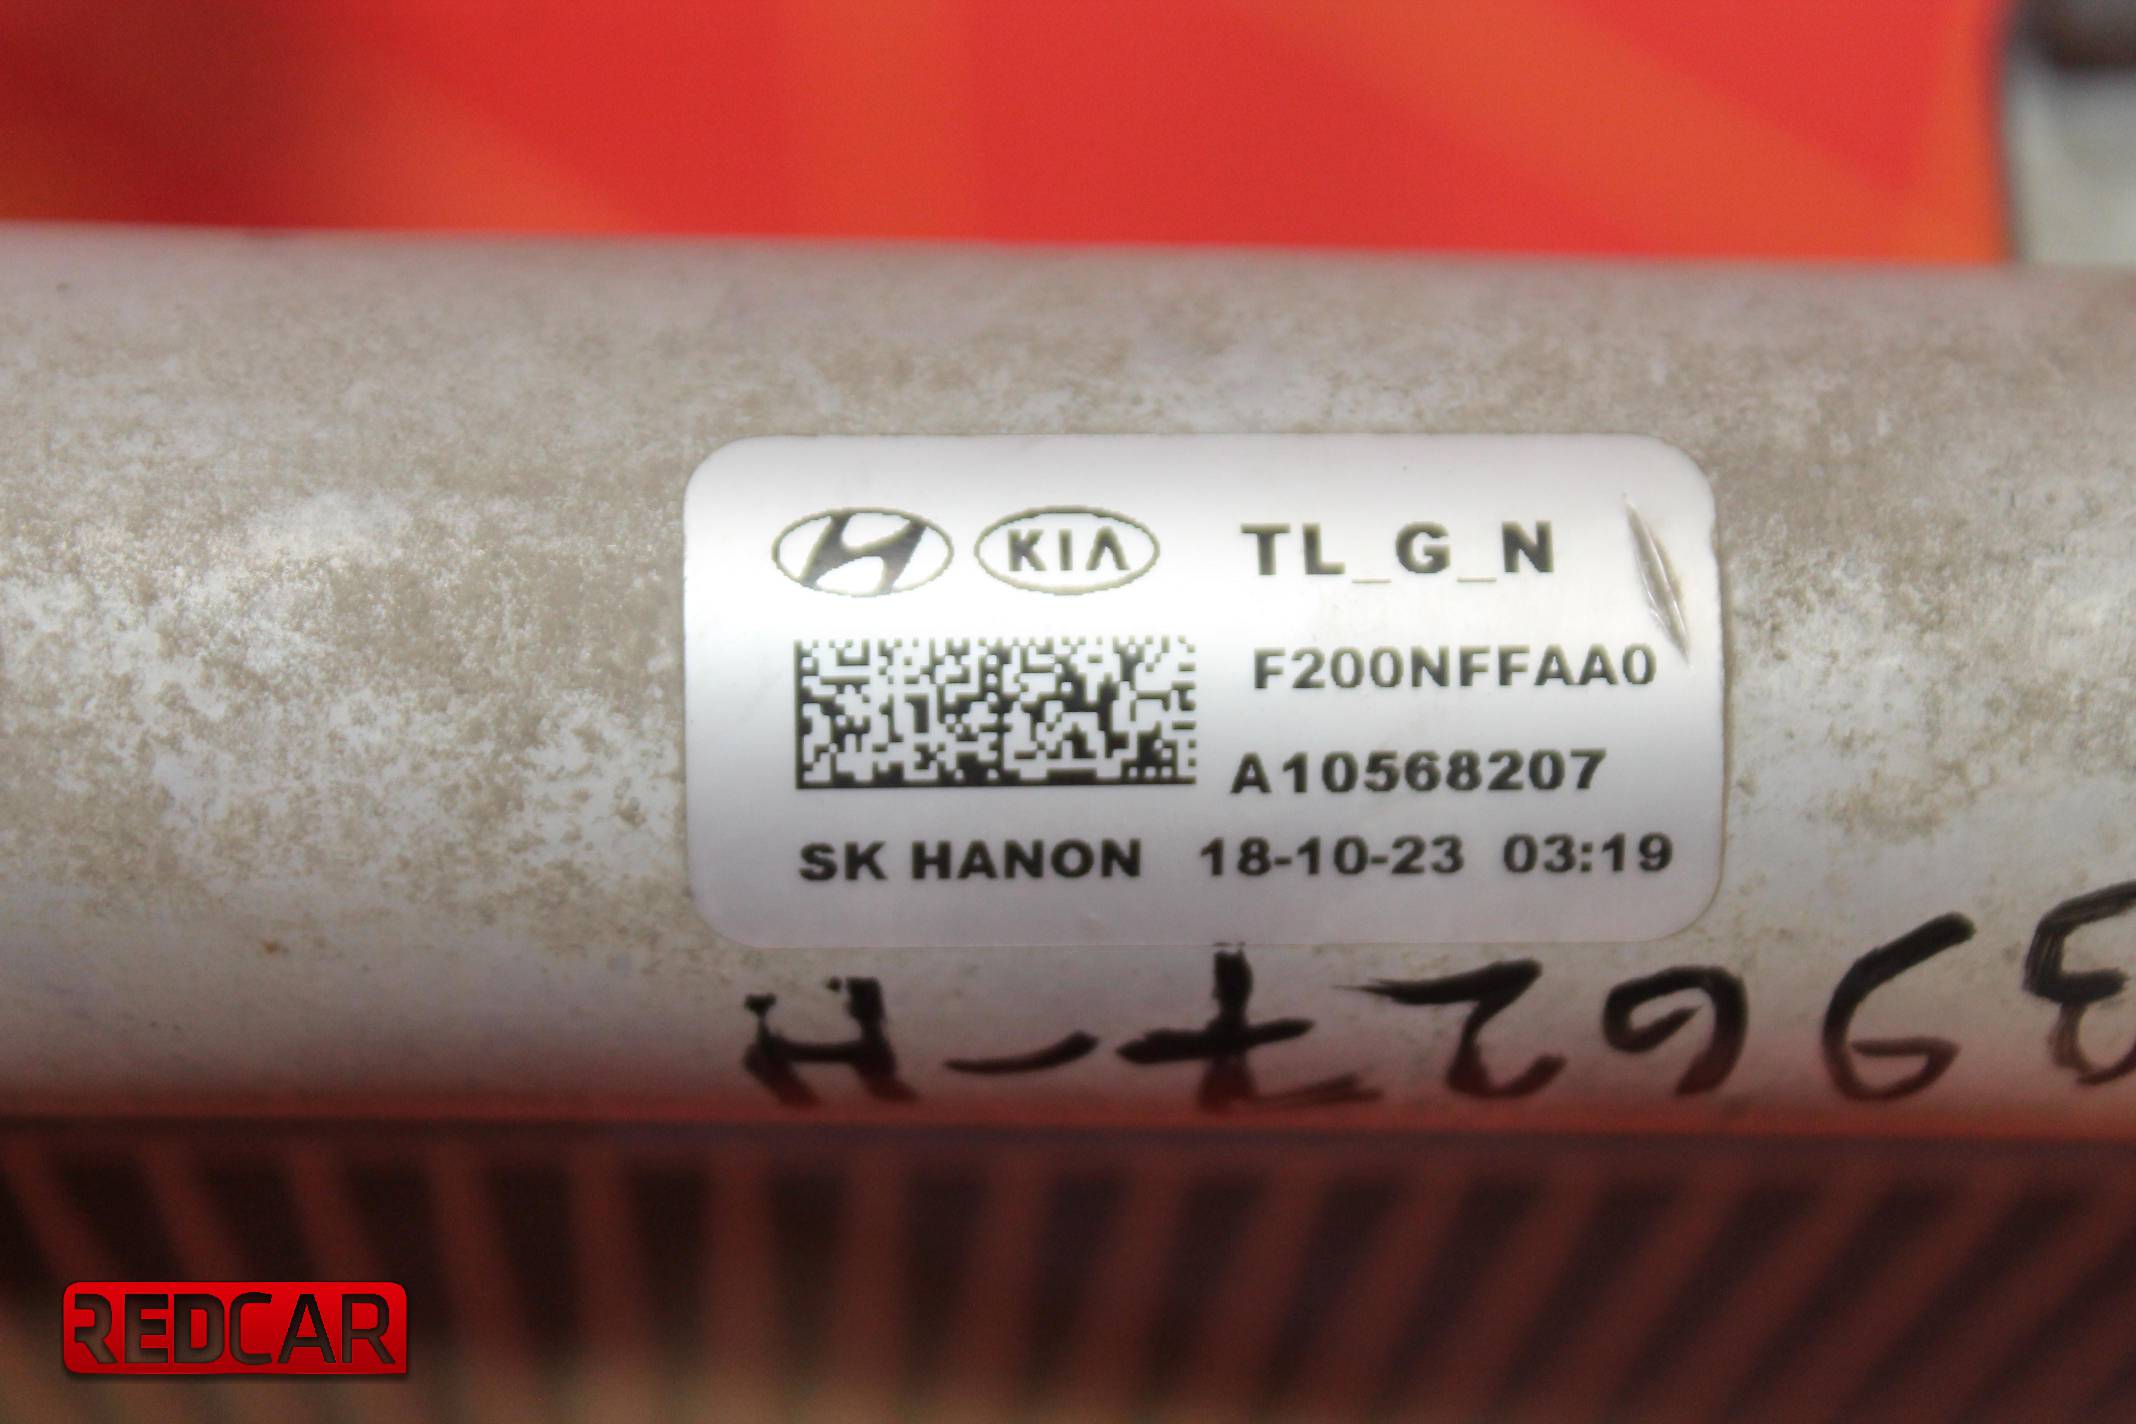 KIA TL_G_N
F200NFFAA0
A10568207
SK HANON 18-10-23 03:19
REDCAR